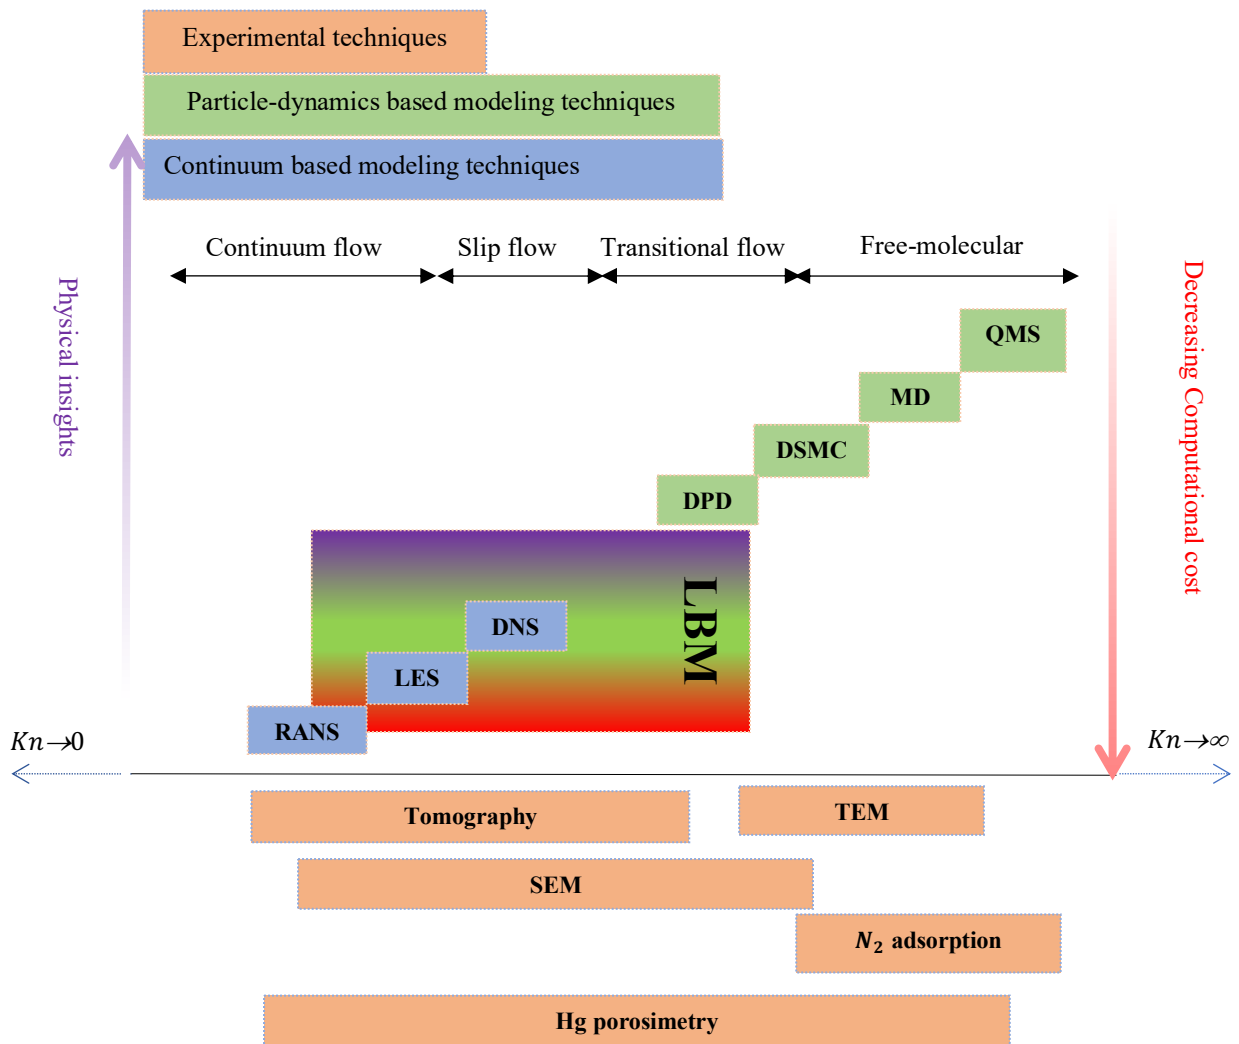 Experimental techniques
Particle-dynamics based modeling techniques
Continuum based modeling techniques
Continuum flow
Slip flow
Transitional flow
Free-molecular
Physical insights
Decreasing Computational cost
QMS
MD
DSMC
DPD
LBM
DNS
LES
RANS
Kn→0
Kn→∞
Tomography
TEM
SEM
N₂ adsorption
Hg porosimetry